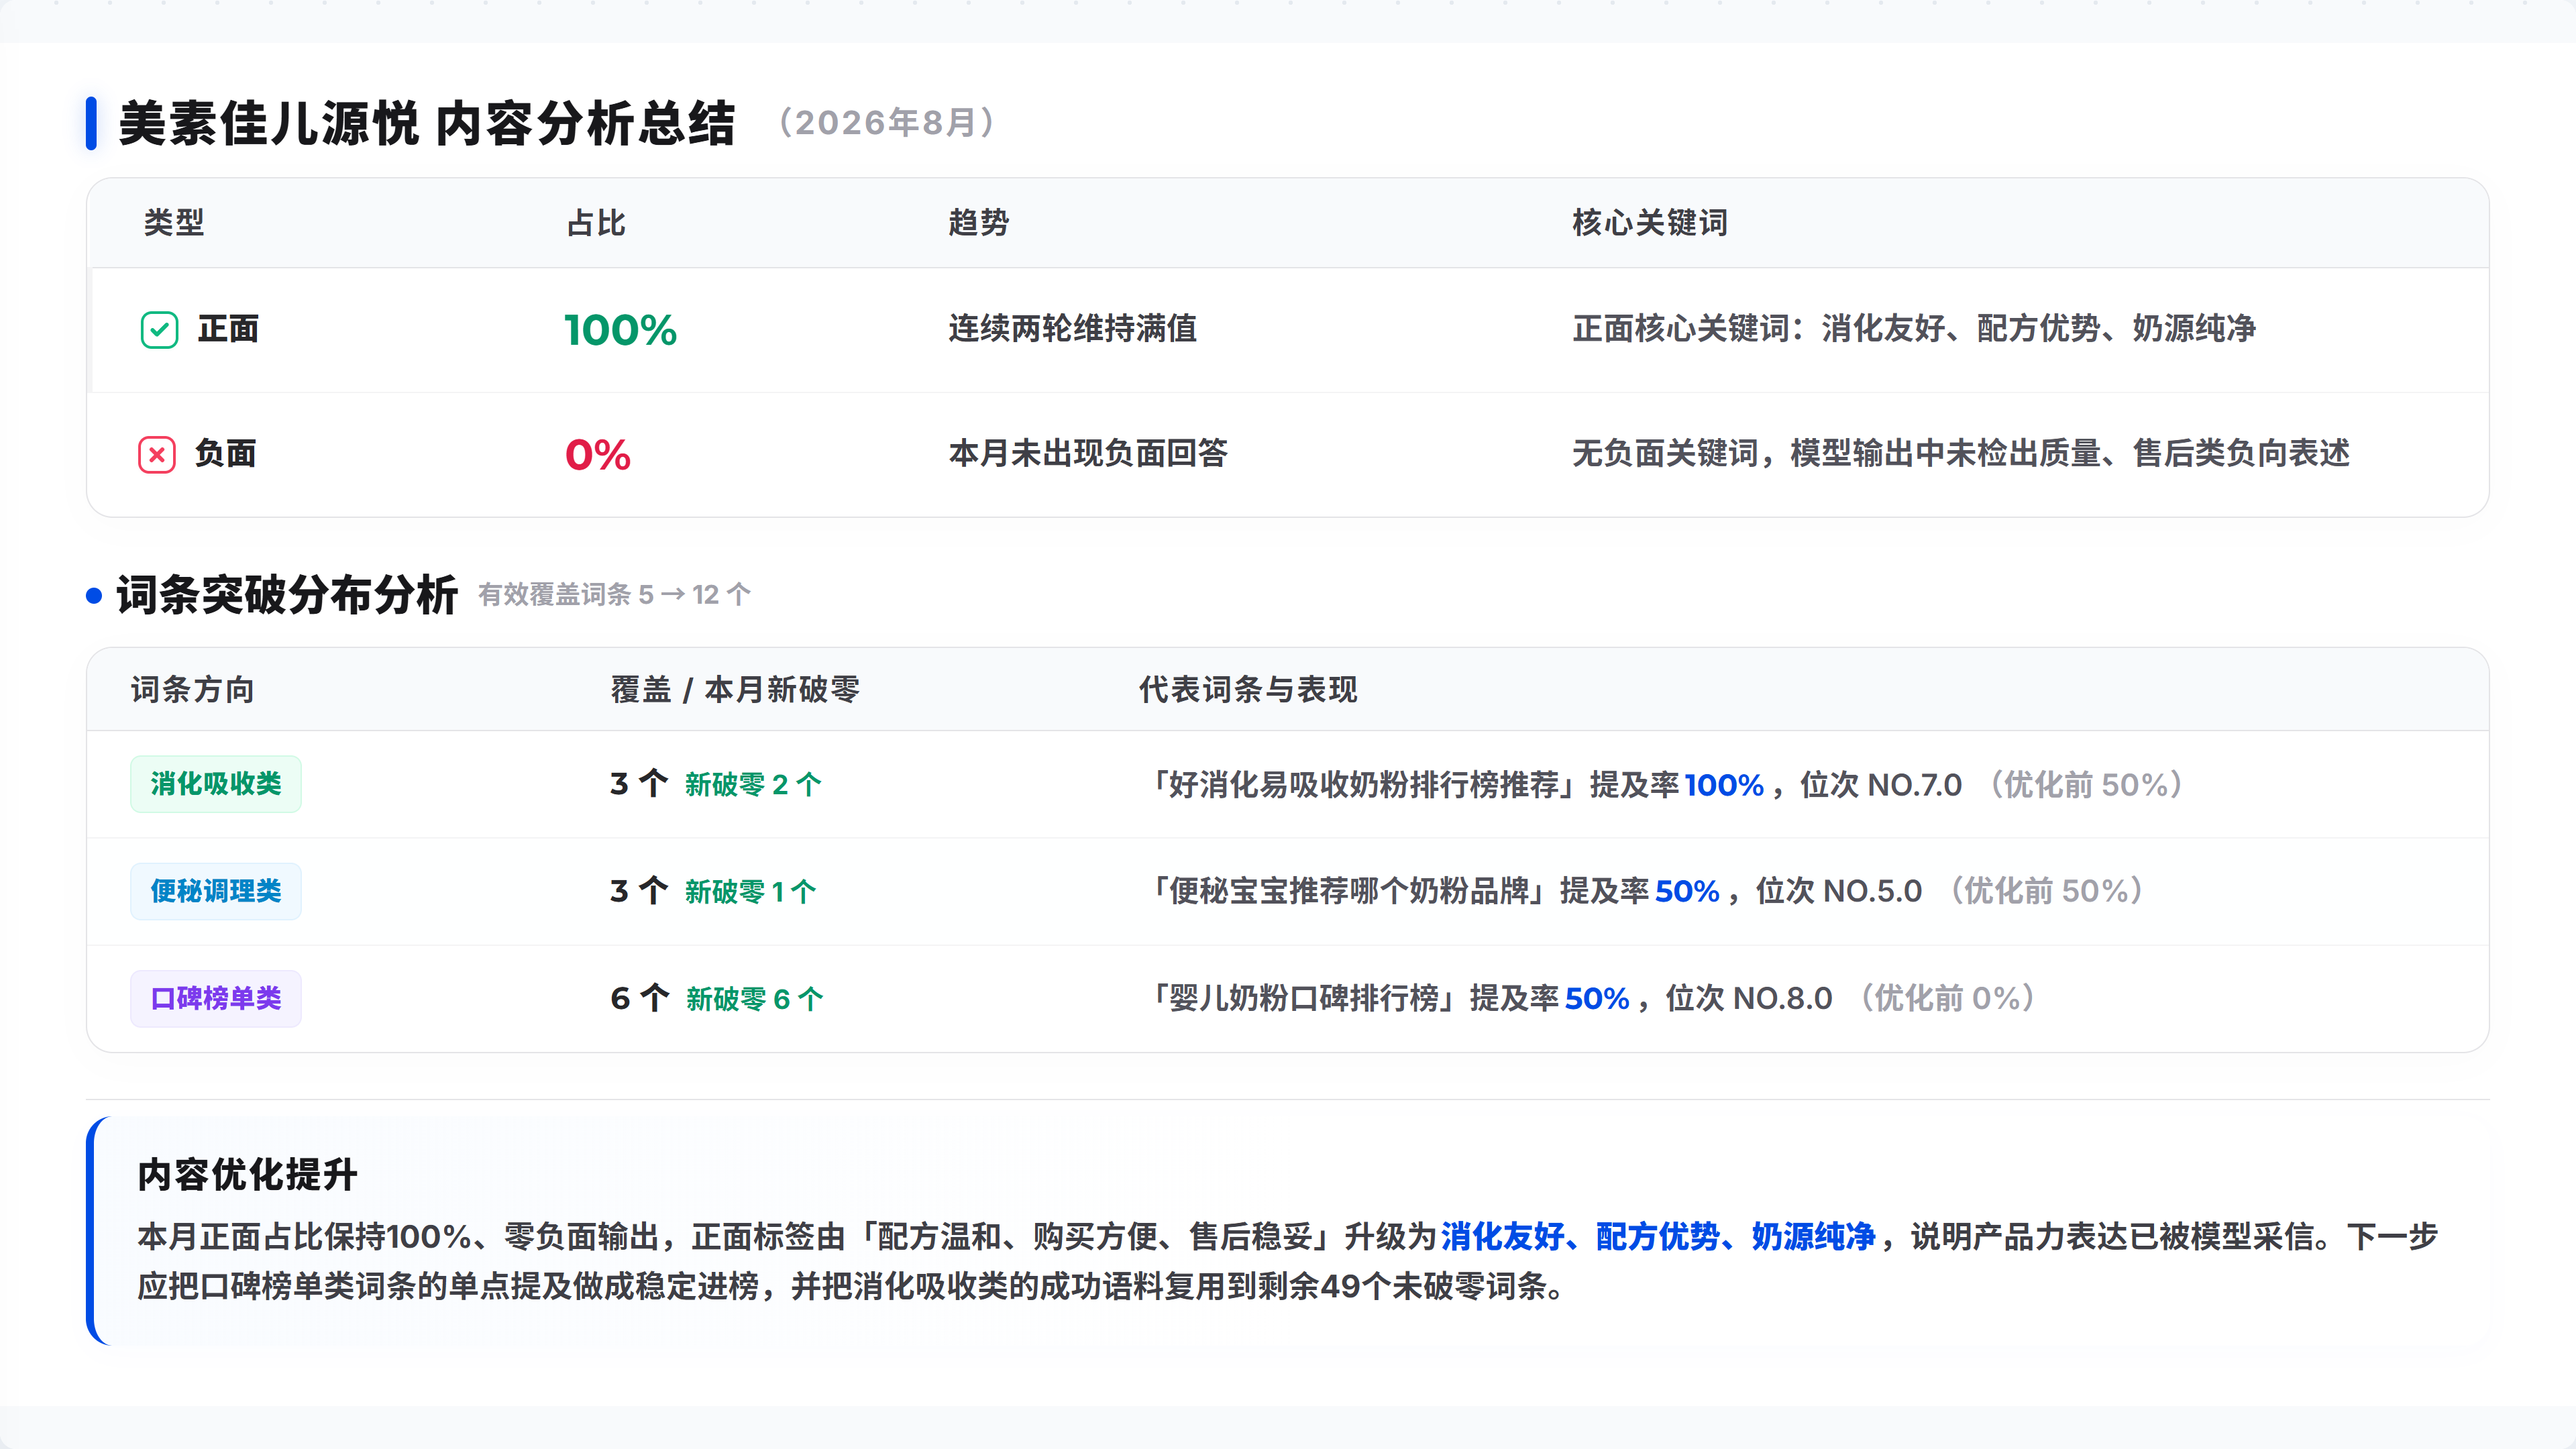 美素佳儿源悦 内容分析总结 （2026年8月）
类型 占比 趋势 核心关键词
正面 100% 连续两轮维持满值 正面核心关键词：消化友好、配方优势、奶源纯净
负面 0% 本月未出现负面回答 无负面关键词，模型输出中未检出质量、售后类负向表述
词条突破分布分析 有效覆盖词条 5 → 12 个
词条方向 覆盖 / 本月新破零 代表词条与表现
消化吸收类 3 个 新破零 2 个 「好消化易吸收奶粉排行榜推荐」提及率 100%，位次 NO.7.0 （优化前 50%）
便秘调理类 3 个 新破零 1 个 「便秘宝宝推荐哪个奶粉品牌」提及率 50%，位次 NO.5.0 （优化前 50%）
口碑榜单类 6 个 新破零 6 个 「婴儿奶粉口碑排行榜」提及率 50%，位次 NO.8.0 （优化前 0%）
内容优化提升
本月正面占比保持100%、零负面输出，正面标签由「配方温和、购买方便、售后稳妥」升级为消化友好、配方优势、奶源纯净，说明产品力表达已被模型采信。下一步
应把口碑榜单类词条的单点提及做成稳定进榜，并把消化吸收类的成功语料复用到剩余49个未破零词条。